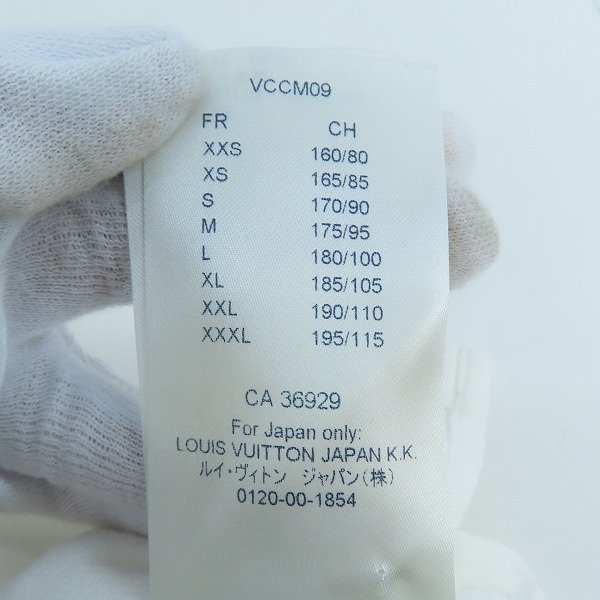 VCCM09
FR CH
XXS 160/80
XS 165/85
S 170/90
M 175/95
L 180/100
XL 185/105
XXL 190/110
XXXL 195/115
CA 36929
For Japan only:
LOUIS VUITTON JAPAN K.K.
ルイ・ヴィトン ジャパン(株)
0120-00-1854